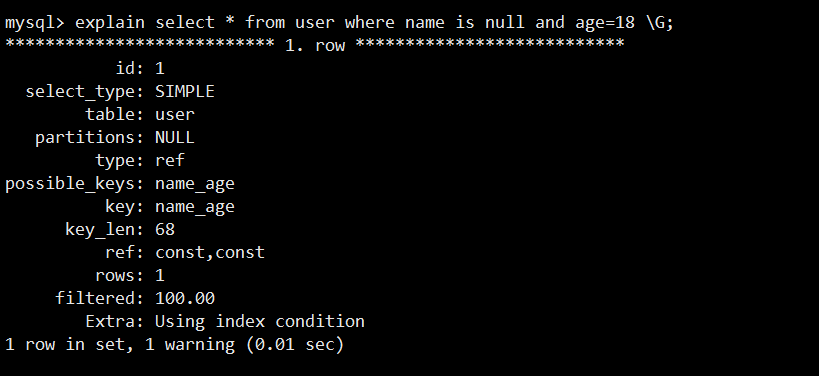 mysql> explain select * from user where name is null and age=18 \G;
*************************** 1. row ***************************
id: 1
select_type: SIMPLE
table: user
partitions: NULL
type: ref
possible_keys: name_age
key: name_age
key_len: 68
ref: const,const
rows: 1
filtered: 100.00
Extra: Using index condition
1 row in set, 1 warning (0.01 sec)